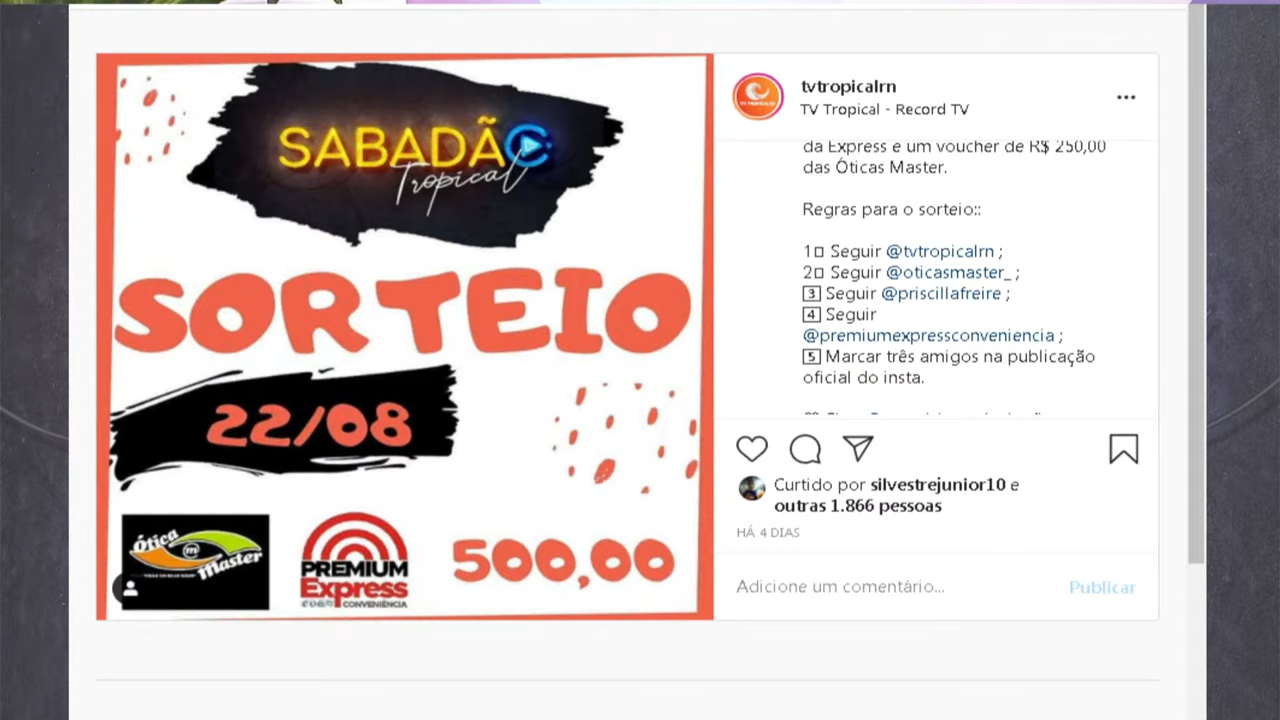 SABADÃO
Tropical
SORTEIO
22/08
Ótica
m
Master
PREMIUM
Express
CONVENIÊNCIA
500,00
tvtropicalrn
TV Tropical - Record TV
da Express e um voucher de R$ 250,00
das Óticas Master.
Regras para o sorteio::
1 Seguir @tvtropicalrn ;
2 Seguir @oticasmaster_ ;
3 Seguir @priscillafreire ;
4 Seguir
@premiumexpressconveniencia ;
5 Marcar três amigos na publicação
oficial do insta.
Curtido por silvestrejunior10 e
outras 1.866 pessoas
HÁ 4 DIAS
Adicione um comentário...
Publicar